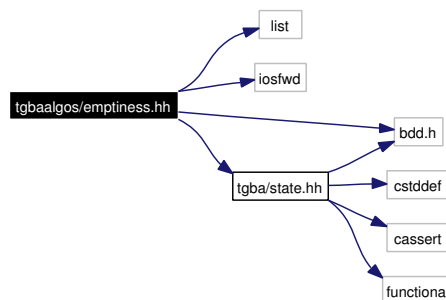 list
iosfwd
tgbaalgos/emptiness.hh
bdd.h
tgba/state.hh
cstddef
cassert
functiona